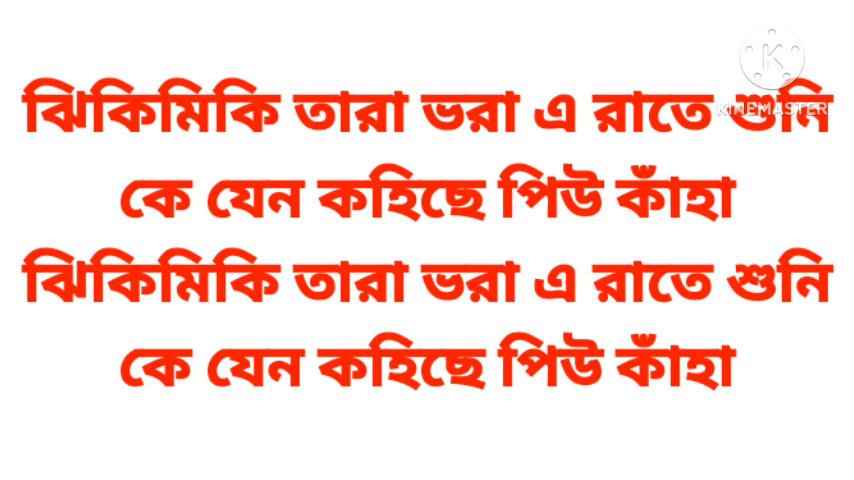 ঝিকিমিকি তারা ভরা এ রাতে শুনি
কে যেন কহিছে পিউ কাঁহা
ঝিকিমিকি তারা ভরা এ রাতে শুনি
কে যেন কহিছে পিউ কাঁহা
K
KINEMASTER